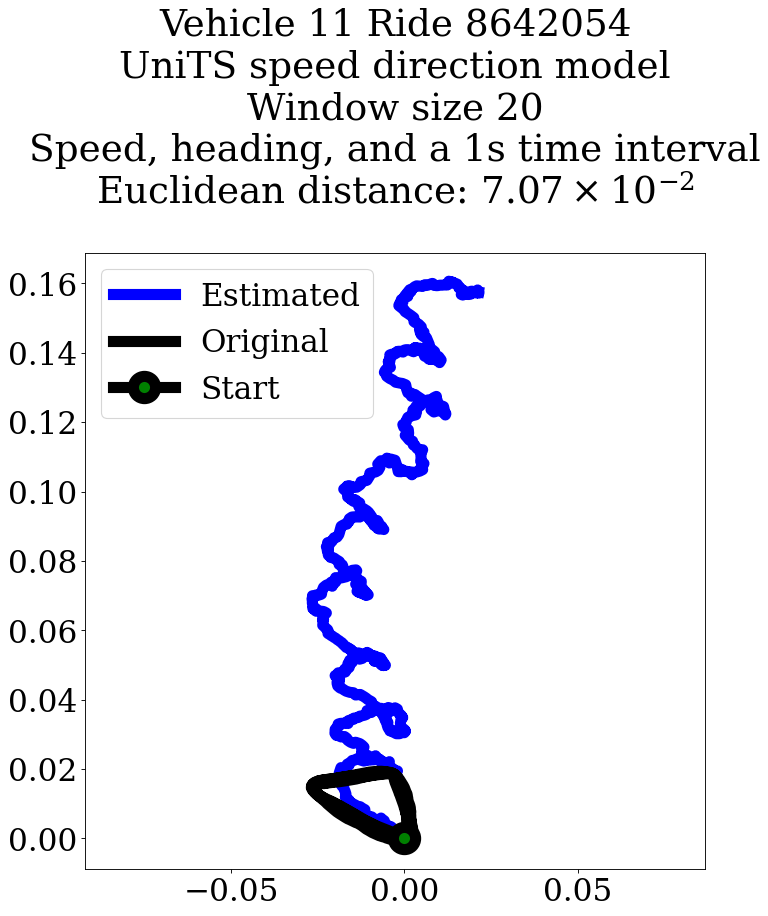 Vehicle 11 Ride 8642054
UniTS speed direction model
Window size 20
Speed, heading, and a 1s time interval
Euclidean distance: 7.07 × 10⁻²
Estimated
Original
Start
0.16
0.14
0.12
0.10
0.08
0.06
0.04
0.02
0.00
−0.05 0.00 0.05